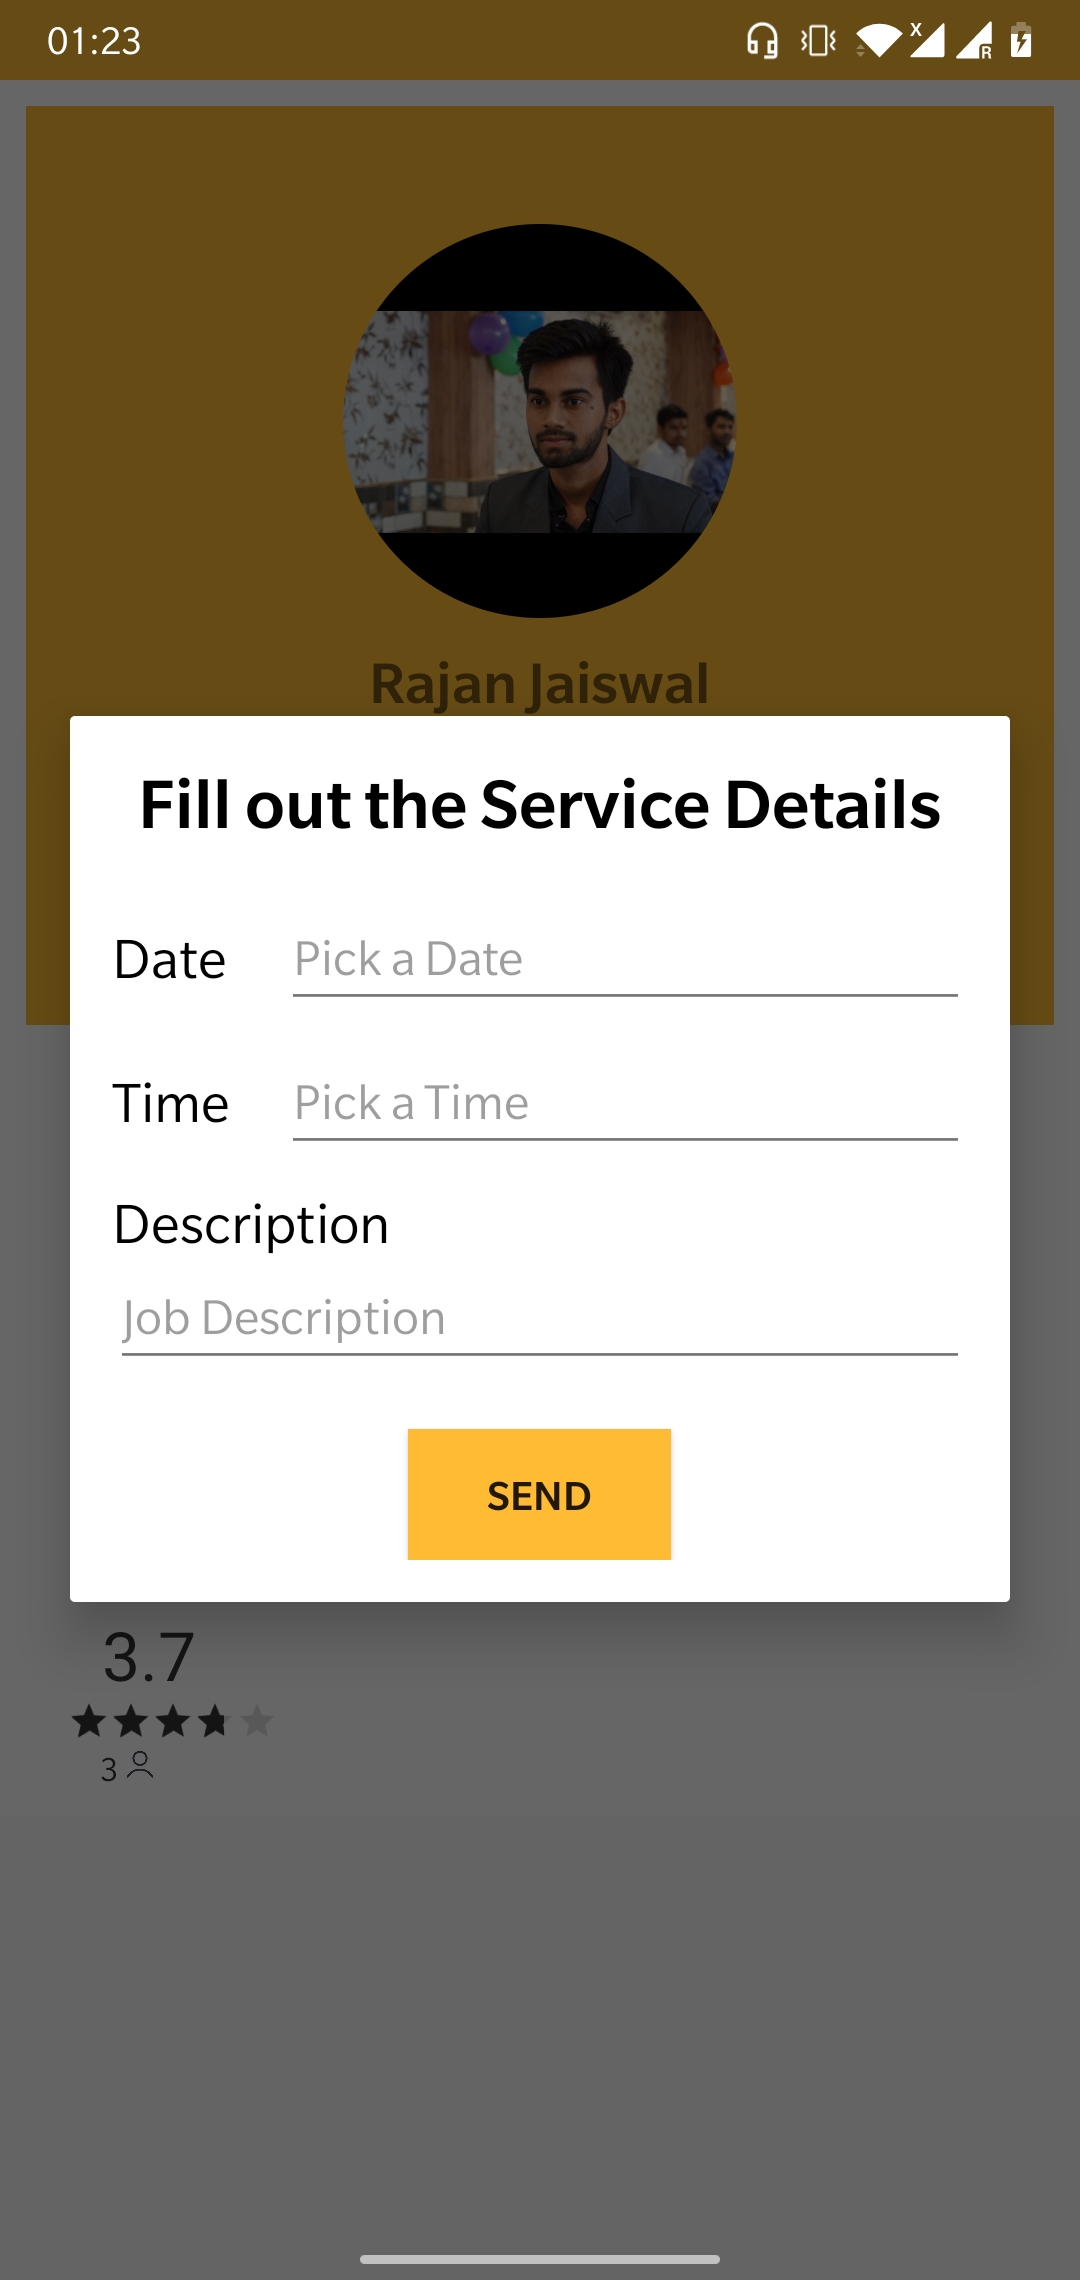 01:23
X
R
Rajan Jaiswal
Fill out the Service Details
Date Pick a Date
Time Pick a Time
Description
Job Description
SEND
3.7
3